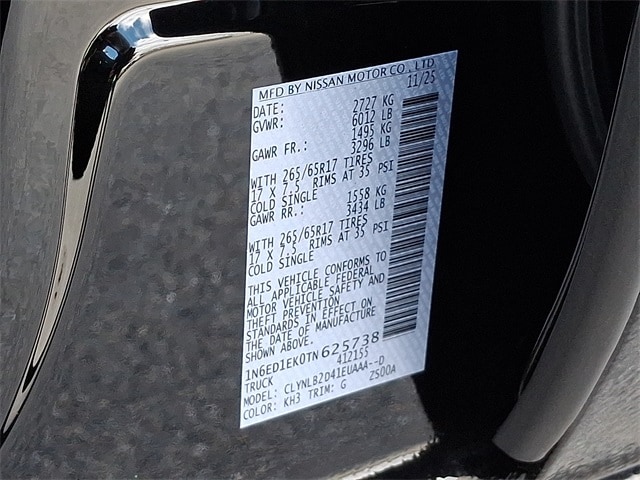 MFD BY NISSAN MOTOR CO., LTD.
DATE: 11/25
GVWR: 2727 KG
6012 LB
GAWR FR.: 1495 KG
3296 LB
WITH 265/65R17 TIRES
17 X 7.5 RIMS AT 35 PSI
COLD SINGLE
GAWR RR.: 1558 KG
3434 LB
WITH 265/65R17 TIRES
17 X 7.5 RIMS AT 35 PSI
COLD SINGLE
THIS VEHICLE CONFORMS TO
ALL APPLICABLE FEDERAL
MOTOR VEHICLE SAFETY AND
THEFT PREVENTION
STANDARDS IN EFFECT ON
THE DATE OF MANUFACTURE
SHOWN ABOVE.
1N6ED1EK0TN625738
TRUCK 412155
MODEL: CLYNLB2D41EUAAA--D
COLOR: KH3 TRIM: G 2S00A